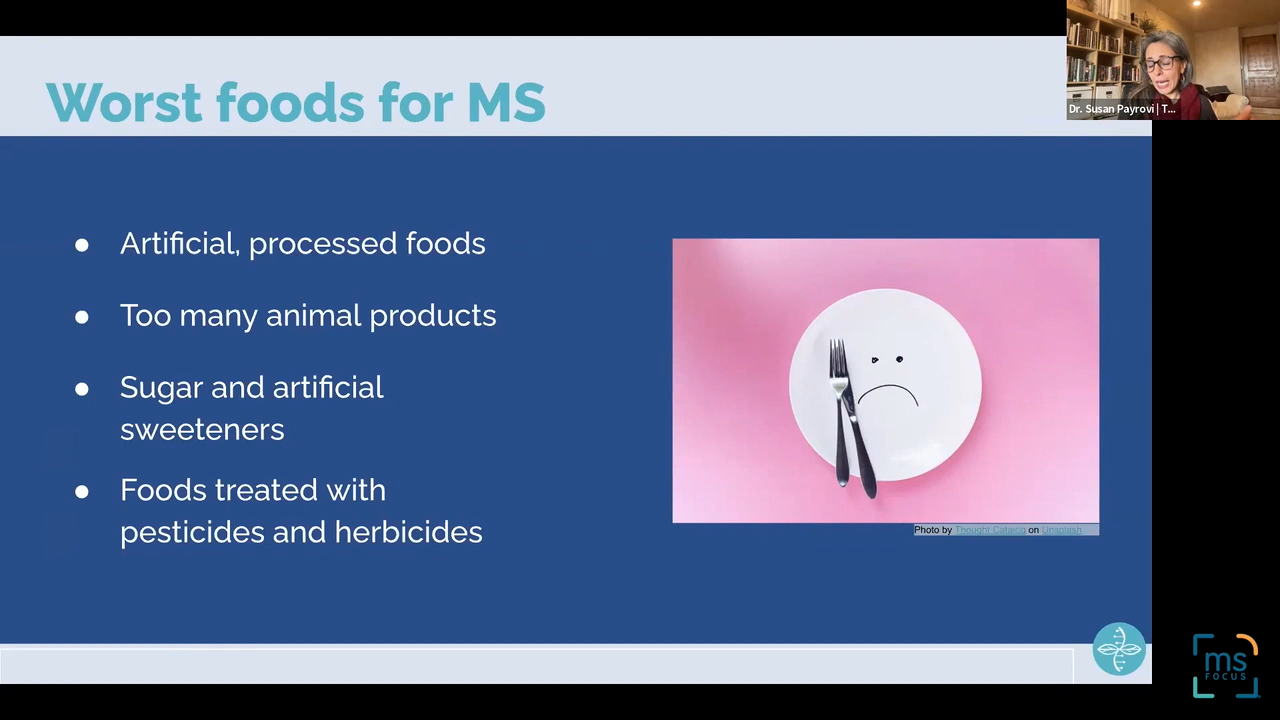 Worst foods for MS
Dr. Susan Payrovi | T...
● Artificial, processed foods
● Too many animal products
● Sugar and artificial
sweeteners
● Foods treated with
pesticides and herbicides
Photo by Thought Catalog on Unsplash
ms
FOCUS